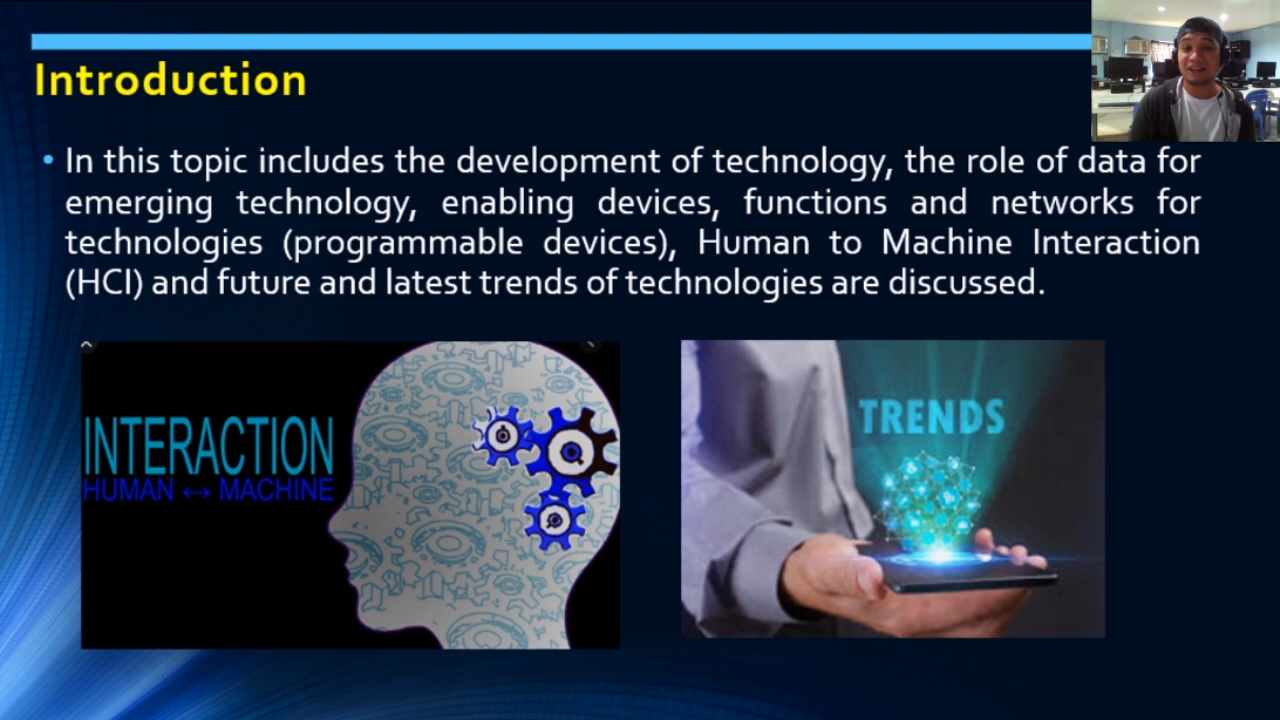 Introduction
• In this topic includes the development of technology, the role of data for
emerging technology, enabling devices, functions and networks for
technologies (programmable devices), Human to Machine Interaction
(HCI) and future and latest trends of technologies are discussed.
INTERACTION
HUMAN ↔ MACHINE
TRENDS